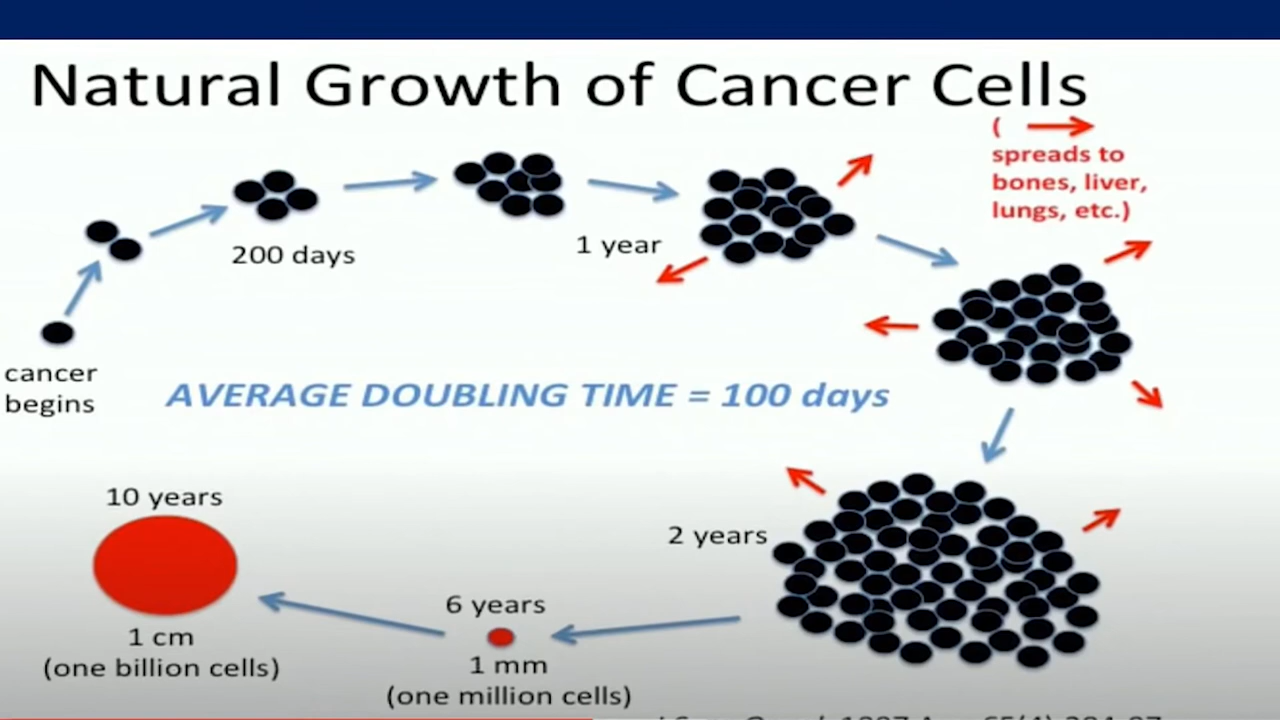 Natural Growth of Cancer Cells
(
spreads to
bones, liver,
lungs, etc.)
200 days
1 year
cancer
begins
AVERAGE DOUBLING TIME = 100 days
10 years
2 years
6 years
1 cm
(one billion cells)
1 mm
(one million cells)